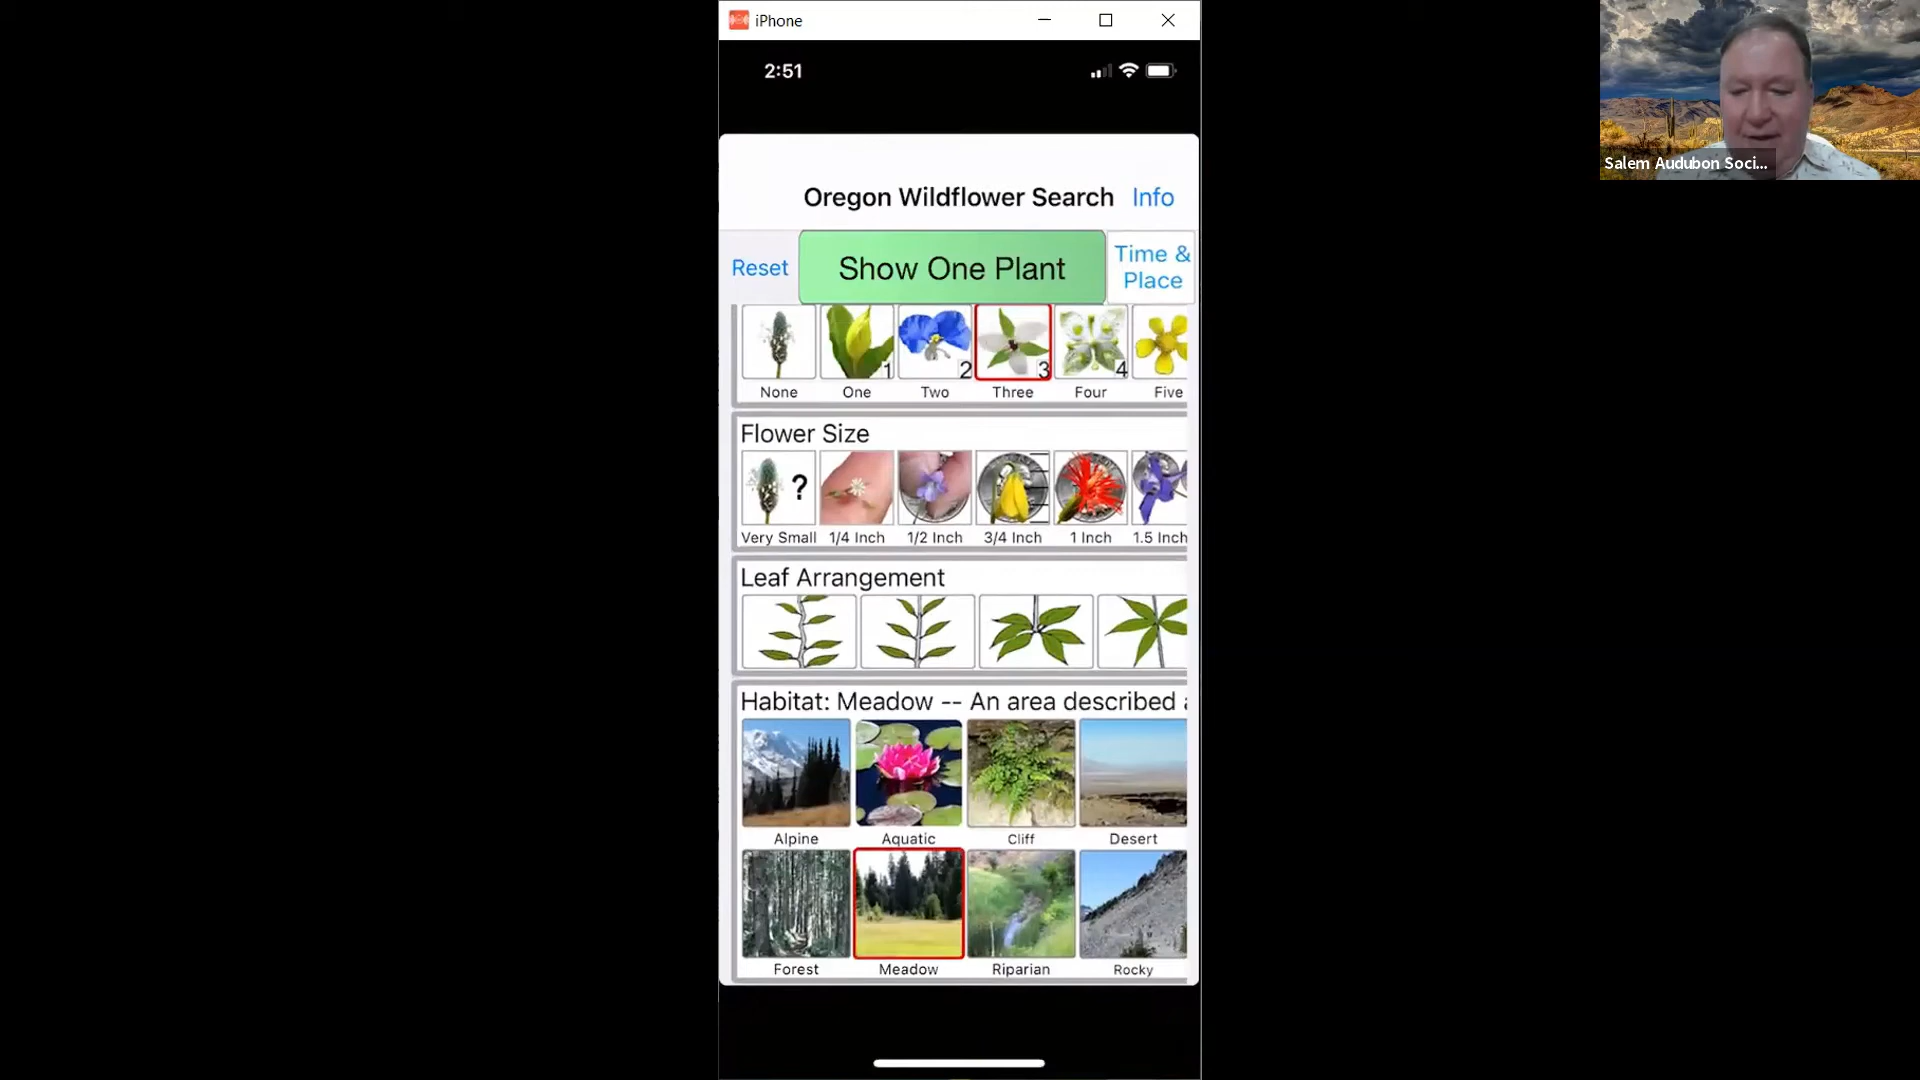 iPhone
2:51
Salem Audubon Soci...
Oregon Wildflower Search
Info
Reset
Show One Plant
Time &
Place
1
2
3
4
None
One
Two
Three
Four
Five
Flower Size
?
Very Small
1/4 Inch
1/2 Inch
3/4 Inch
1 Inch
1.5 Inch
Leaf Arrangement
Habitat: Meadow -- An area described
Alpine
Aquatic
Cliff
Desert
Forest
Meadow
Riparian
Rocky